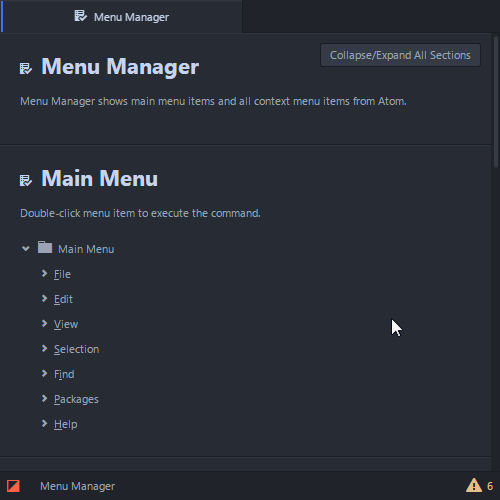 Menu Manager
Menu Manager
Collapse/Expand All Sections
Menu Manager shows main menu items and all context menu items from Atom.
Main Menu
Double-click menu item to execute the command.
Main Menu
File
Edit
View
Selection
Find
Packages
Help
Menu Manager
6